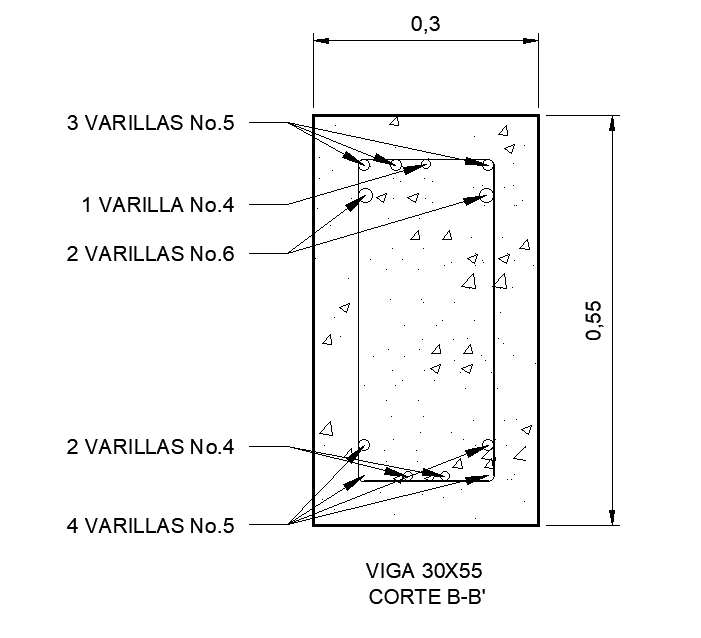 0,3
3 VARILLAS No.5
1 VARILLA No.4
2 VARILLAS No.6
0,55
2 VARILLAS No.4
4 VARILLAS No.5
VIGA 30X55
CORTE B-B'